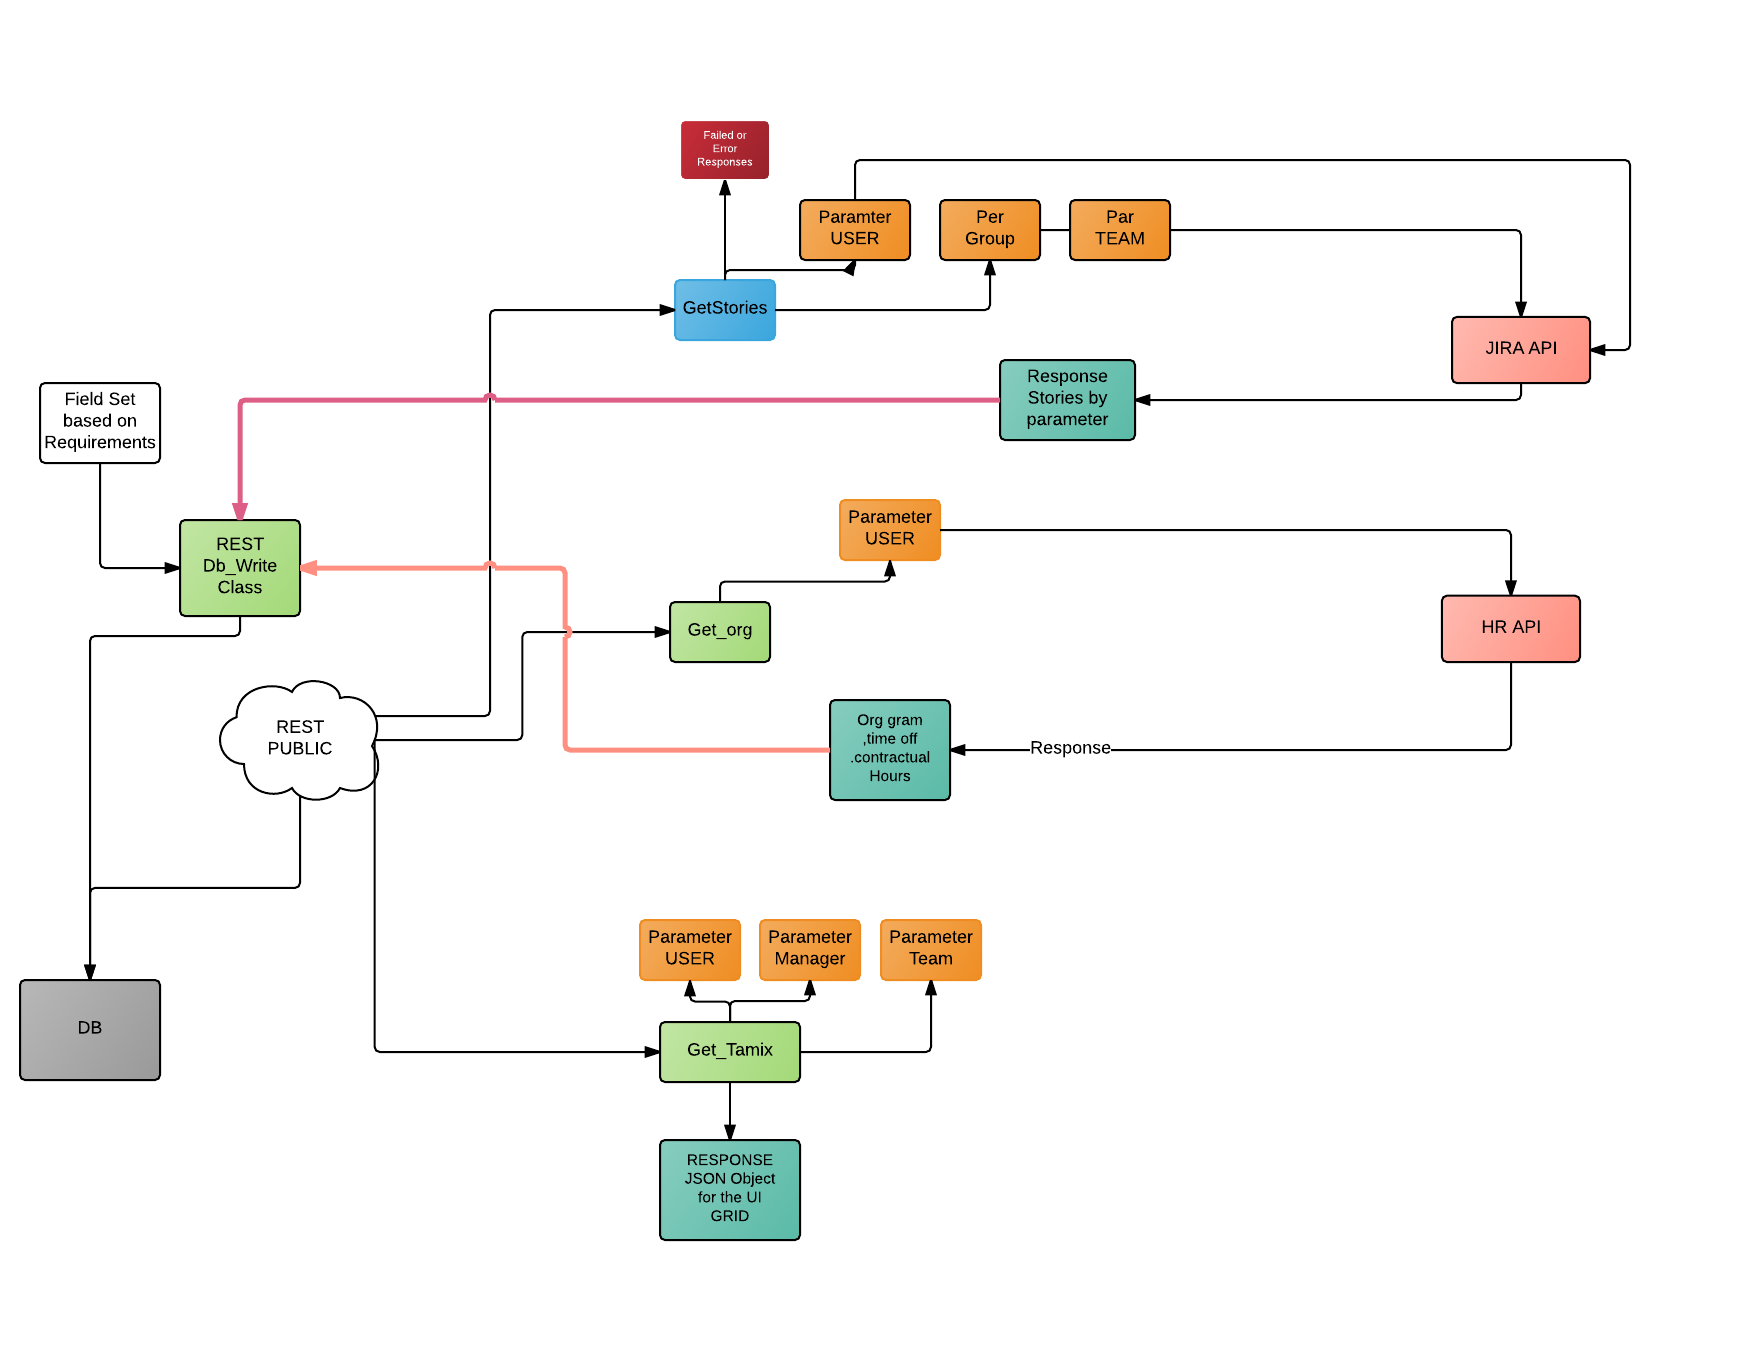 Failed or
Error
Responses
Paramter
USER
Per
Group
Par
TEAM
GetStories
JIRA API
Response
Stories by
parameter
Field Set
based on
Requirements
REST
Db_Write
Class
Parameter
USER
Get_org
HR API
REST
PUBLIC
Org gram
,time off
.contractual
Hours
Response
Parameter
USER
Parameter
Manager
Parameter
Team
DB
Get_Tamix
RESPONSE
JSON Object
for the UI
GRID